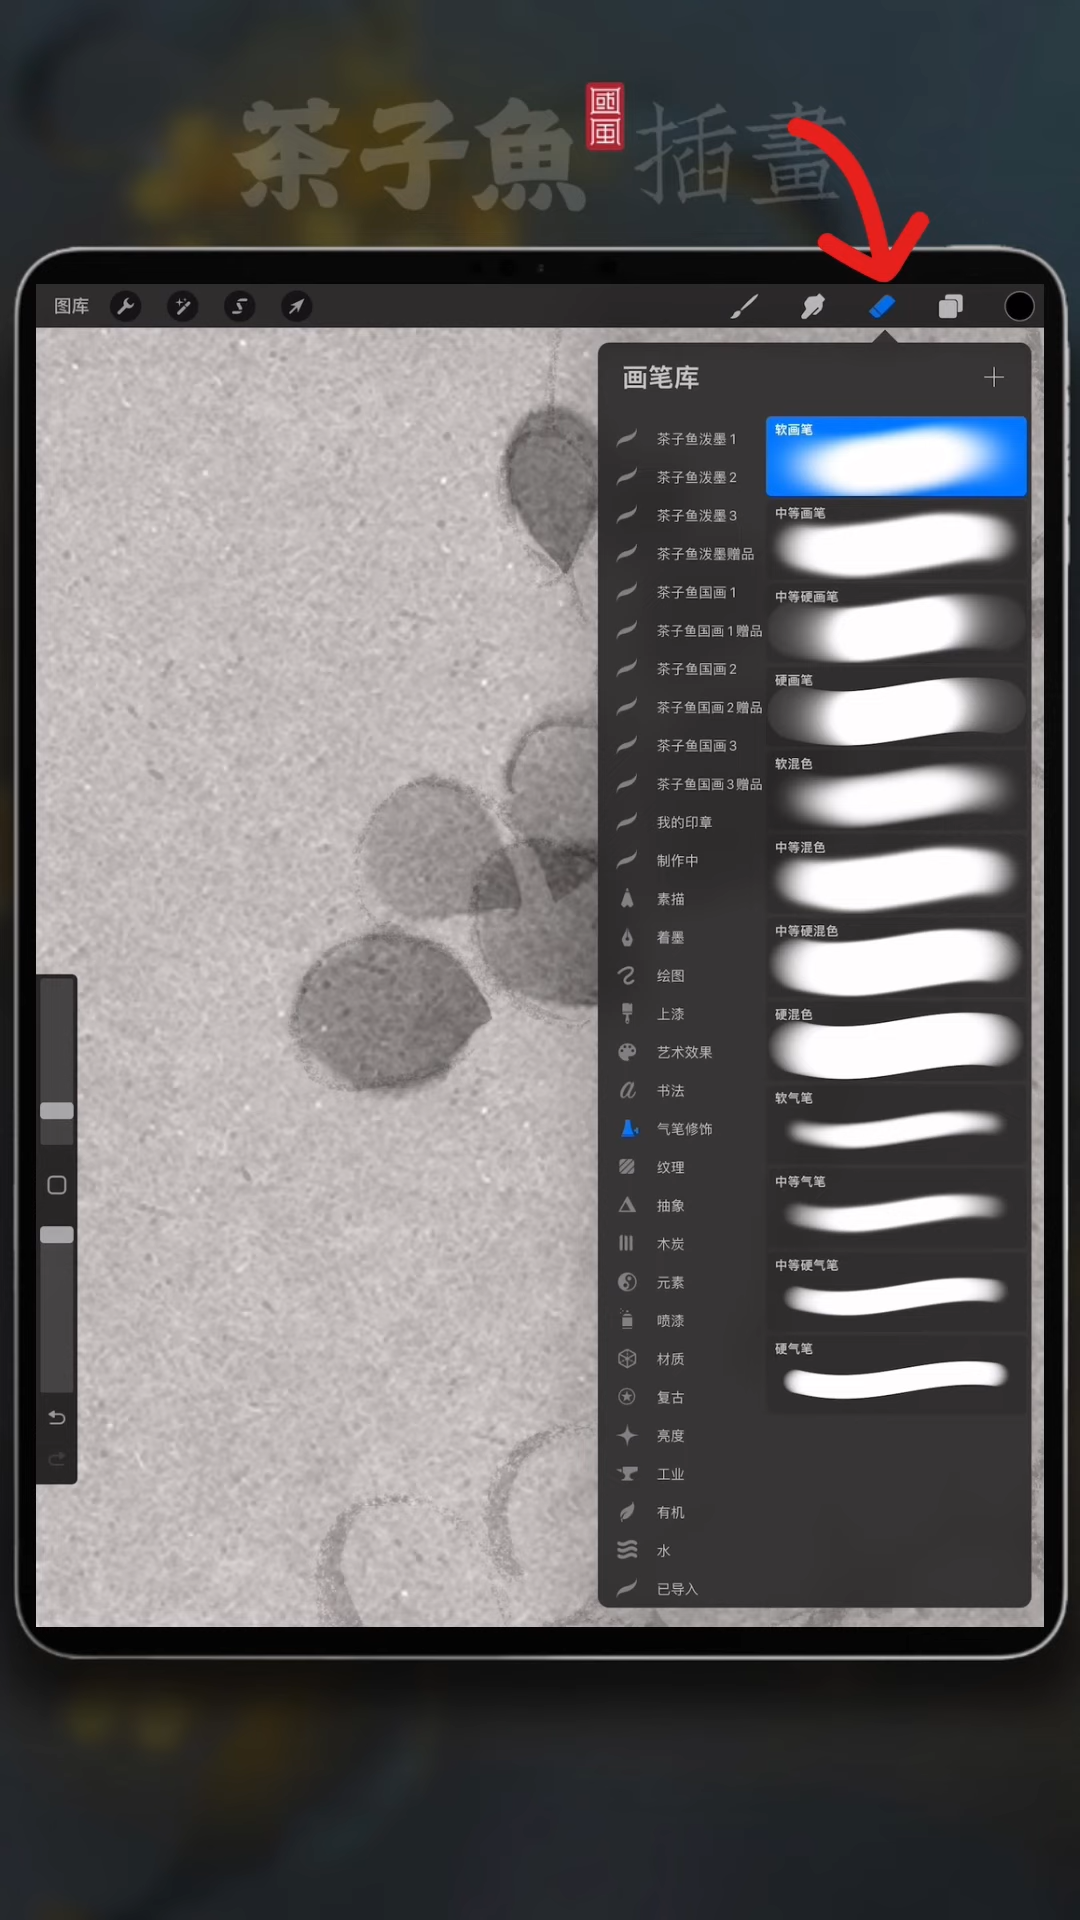 茶子魚 國風 插畫
图库
画笔库
茶子鱼泼墨1
茶子鱼泼墨2
茶子鱼泼墨3
茶子鱼泼墨赠品
茶子鱼国画1
茶子鱼国画1赠品
茶子鱼国画2
茶子鱼国画2赠品
茶子鱼国画3
茶子鱼国画3赠品
我的印章
制作中
素描
着墨
绘图
上漆
艺术效果
书法
气笔修饰
纹理
抽象
木炭
元素
喷漆
材质
复古
亮度
工业
有机
水
已导入
软画笔
中等画笔
中等硬画笔
硬画笔
软混色
中等混色
中等硬混色
硬混色
软气笔
中等气笔
中等硬气笔
硬气笔